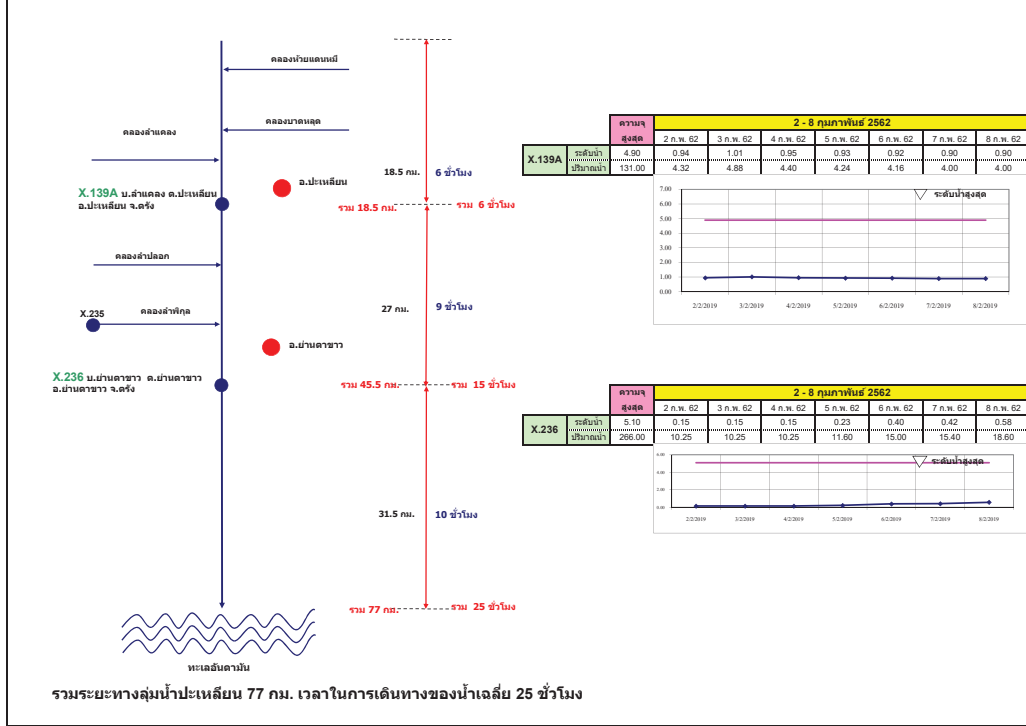 คลองห้วยแดนหมี
คลองบาดหลุด
คลองลำแคลง
18.5 กม.
6 ชั่วโมง
อ.ปะเหลียน
X.139A บ.ลำแคลง ต.ปะเหลียน
อ.ปะเหลียน จ.ตรัง
รวม 18.5 กม.
รวม 6 ชั่วโมง
คลองลำปลอก
X.235
คลองลำพิกุล
27 กม.
9 ชั่วโมง
อ.ย่านตาขาว
X.236 บ.ย่านตาขาว ต.ย่านตาขาว
อ.ย่านตาขาว จ.ตรัง
รวม 45.5 กม.
รวม 15 ชั่วโมง
31.5 กม.
10 ชั่วโมง
รวม 77 กม.
รวม 25 ชั่วโมง
ทะเลอันดามัน
รวมระยะทางลุ่มน้ำปะเหลียน 77 กม. เวลาในการเดินทางของน้ำเฉลี่ย 25 ชั่วโมง
ความจุ
สูงสุด
2 - 8 กุมภาพันธ์ 2562
2 ก.พ. 62 3 ก.พ. 62 4 ก.พ. 62 5 ก.พ. 62 6 ก.พ. 62 7 ก.พ. 62 8 ก.พ. 62
X.139A
ระดับน้ำ 4.90 0.94 1.01 0.95 0.93 0.92 0.90 0.90
ปริมาณน้ำ 131.00 4.32 4.88 4.40 4.24 4.16 4.00 4.00
ระดับน้ำสูงสุด
7.00
6.00
5.00
4.00
3.00
2.00
1.00
0.00
2/2/2019 3/2/2019 4/2/2019 5/2/2019 6/2/2019 7/2/2019 8/2/2019
ความจุ
สูงสุด
2 - 8 กุมภาพันธ์ 2562
2 ก.พ. 62 3 ก.พ. 62 4 ก.พ. 62 5 ก.พ. 62 6 ก.พ. 62 7 ก.พ. 62 8 ก.พ. 62
X.236
ระดับน้ำ 5.10 0.15 0.15 0.15 0.23 0.40 0.42 0.58
ปริมาณน้ำ 266.00 10.25 10.25 10.25 11.60 15.00 15.40 18.60
ระดับน้ำสูงสุด
6.00
4.00
2.00
0.00
2/2/2019 3/2/2019 4/2/2019 5/2/2019 6/2/2019 7/2/2019 8/2/2019